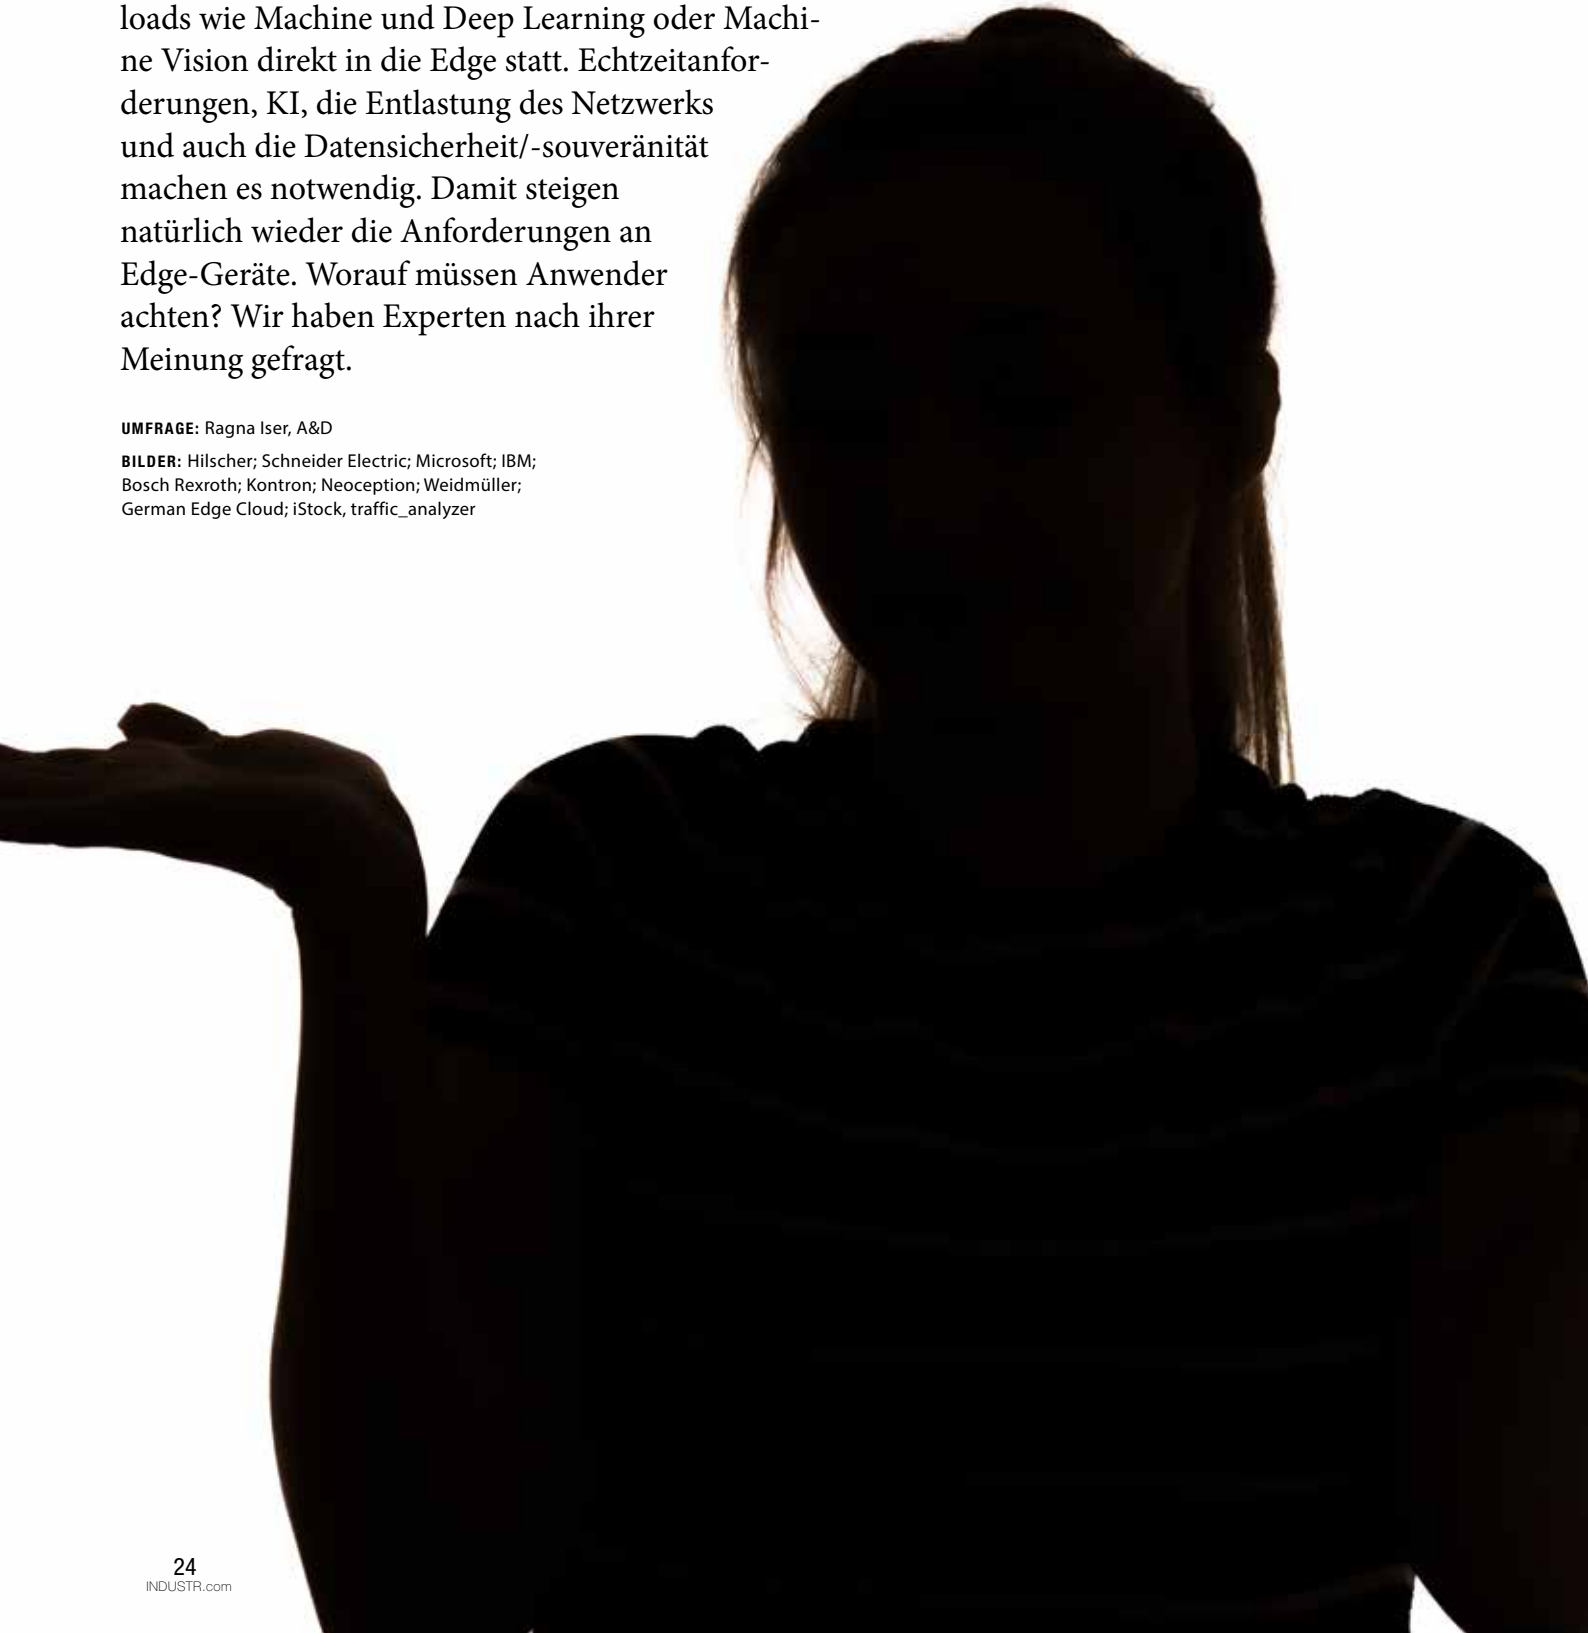 loads wie Machine und Deep Learning oder Machi-
ne Vision direkt in die Edge statt. Echtzeitanfor-
derungen, KI, die Entlastung des Netzwerks
und auch die Datensicherheit/-souveränität
machen es notwendig. Damit steigen
natürlich wieder die Anforderungen an
Edge-Geräte. Worauf müssen Anwender
achten? Wir haben Experten nach ihrer
Meinung gefragt.
UMFRAGE: Ragna Iser, A&D
BILDER: Hilscher; Schneider Electric; Microsoft; IBM;
Bosch Rexroth; Kontron; Neoception; Weidmüller;
German Edge Cloud; iStock, traffic_analyzer
24
INDUSTR.com